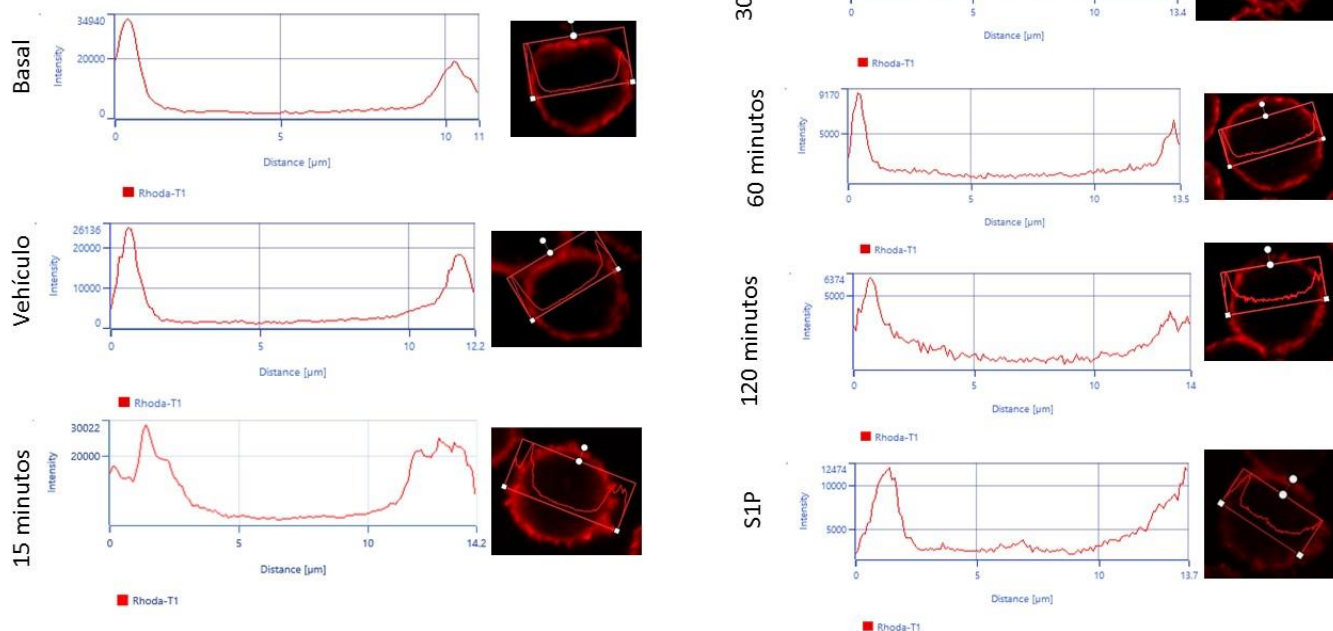 Basal
Intensity
34940
20000
0
0 5 10 11
Distance [µm]
Rhoda-T1
Vehículo
Intensity
26136
20000
10000
0
0 5 10 12.2
Distance [µm]
Rhoda-T1
15 minutos
Intensity
30022
20000
0 5 10 14.2
Distance [µm]
Rhoda-T1
30
0 5 10 13.4
Distance [µm]
Rhoda-T1
60 minutos
Intensity
9170
5000
0 5 10 13.5
Distance [µm]
Rhoda-T1
120 minutos
Intensity
6374
5000
0 5 10 14
Distance [µm]
Rhoda-T1
S1P
Intensity
12474
10000
5000
0 5 10 13.7
Distance [µm]
Rhoda-T1